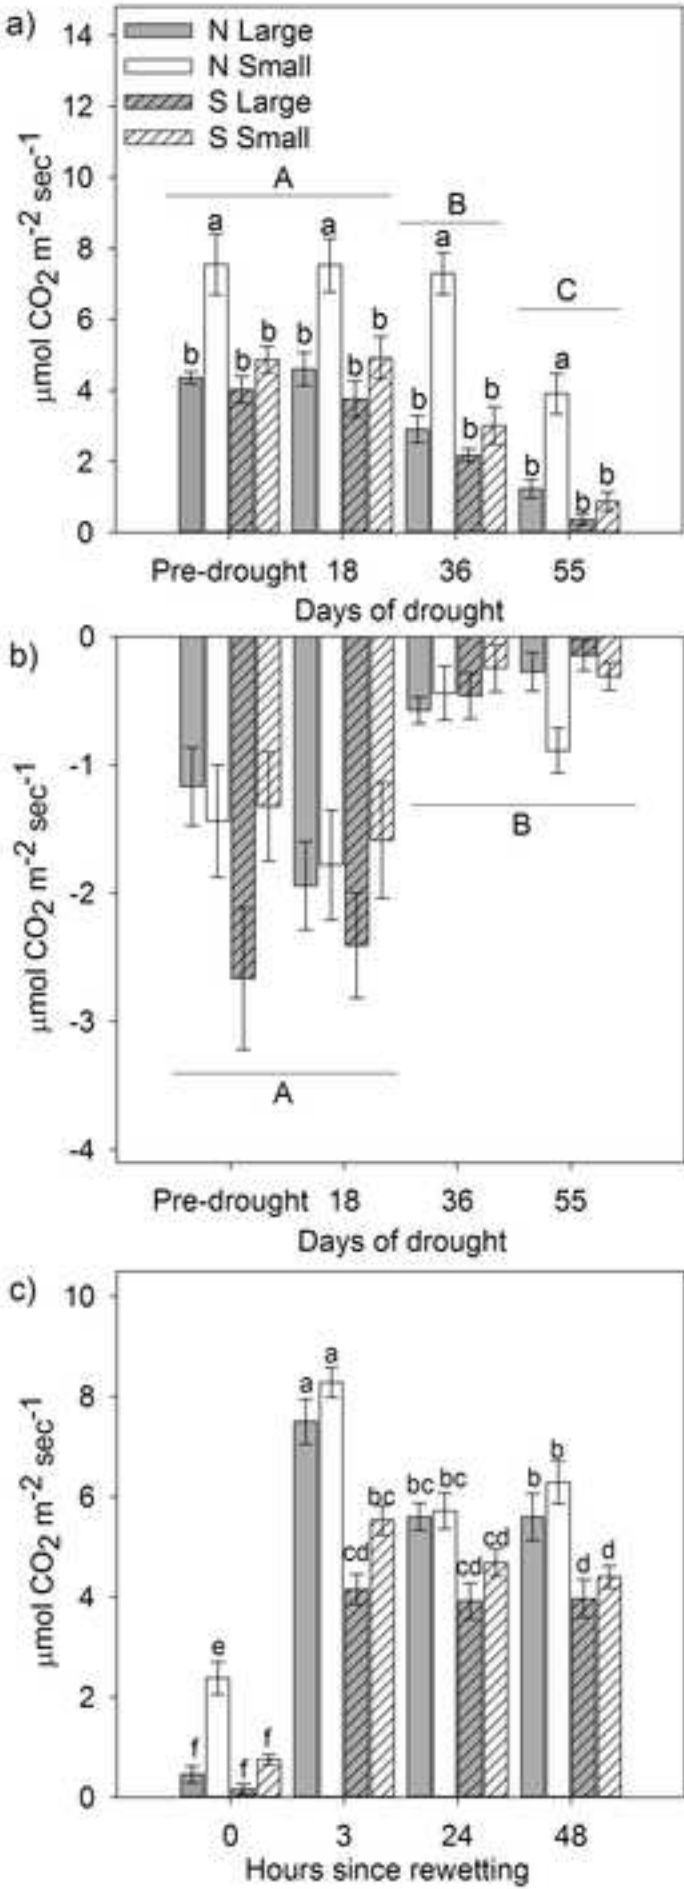 a)
14
12
10
8
6
4
2
0
μmol CO2 m-2 sec-1
N Large
N Small
S Large
S Small
A
B
C
a a a a
b b b b b b b b b b b b
Pre-drought 18 36 55
Days of drought
b)
0
-1
-2
-3
-4
μmol CO2 m-2 sec-1
A
B
Pre-drought 18 36 55
Days of drought
c)
10
8
6
4
2
0
μmol CO2 m-2 sec-1
f e f f
a a cd bc
bc bc cd cd
b b d d
0 3 24 48
Hours since rewetting